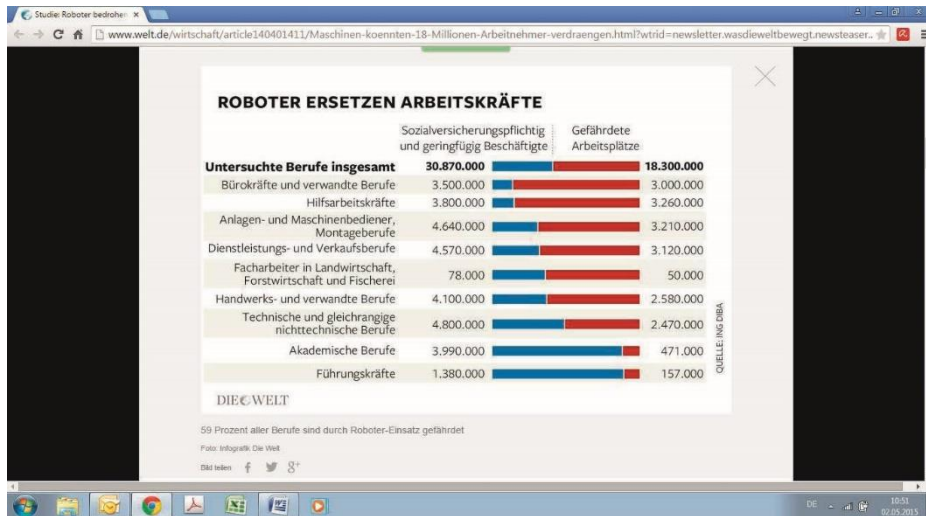 Studie: Roboter bedrohen
www.welt.de/wirtschaft/article140401411/Maschinen-koennten-18-Millionen-Arbeitnehmer-verdraengen.html?wtrid=newsletter.wasdieweltbewegt.newsteaser..
ROBOTER ERSETZEN ARBEITSKRÄFTE
Sozialversicherungspflichtig Gefährdete
und geringfügig Beschäftigte Arbeitsplätze
Untersuchte Berufe insgesamt 30.870.000 18.300.000
Bürokräfte und verwandte Berufe 3.500.000 3.000.000
Hilfsarbeitskräfte 3.800.000 3.260.000
Anlagen- und Maschinenbediener,
Montageberufe 4.640.000 3.210.000
Dienstleistungs- und Verkaufsberufe 4.570.000 3.120.000
Facharbeiter in Landwirtschaft,
Forstwirtschaft und Fischerei 78.000 50.000
Handwerks- und verwandte Berufe 4.100.000 2.580.000
Technische und gleichrangige
nichttechnische Berufe 4.800.000 2.470.000
Akademische Berufe 3.990.000 471.000
Führungskräfte 1.380.000 157.000
QUELLE: ING DIBA
DIE WELT
59 Prozent aller Berufe sind durch Roboter-Einsatz gefährdet
Foto: Infografik Die Welt
Bild teilen
DE 10:51
02.05.2015